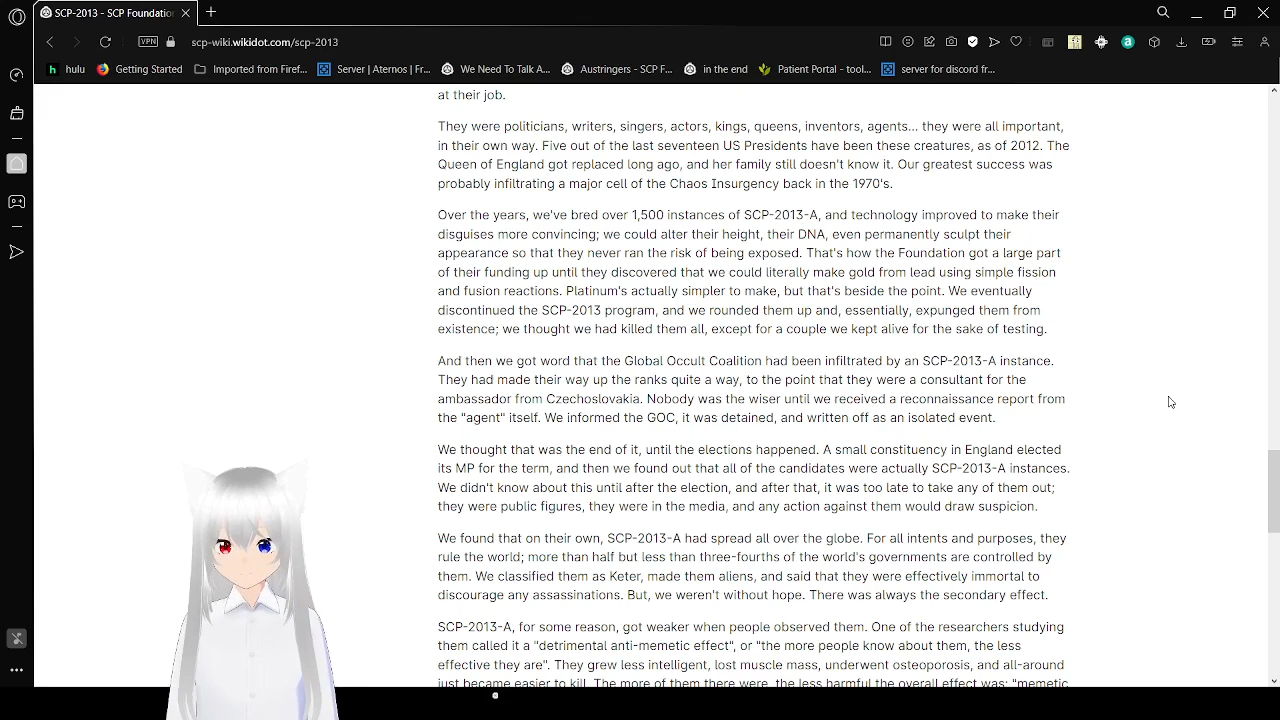 SCP-2013 - SCP Foundatio
scp-wiki.wikidot.com/scp-2013
VPN
hulu
Getting Started
Imported from Firef...
Server | Aternos | Fr...
We Need To Talk A...
Austringers - SCP F...
in the end
Patient Portal - tool...
server for discord fr...
at their job.
They were politicians, writers, singers, actors, kings, queens, inventors, agents... they were all important,
in their own way. Five out of the last seventeen US Presidents have been these creatures, as of 2012. The
Queen of England got replaced long ago, and her family still doesn't know it. Our greatest success was
probably infiltrating a major cell of the Chaos Insurgency back in the 1970's.
Over the years, we've bred over 1,500 instances of SCP-2013-A, and technology improved to make their
disguises more convincing; we could alter their height, their DNA, even permanently sculpt their
appearance so that they never ran the risk of being exposed. That's how the Foundation got a large part
of their funding up until they discovered that we could literally make gold from lead using simple fission
and fusion reactions. Platinum's actually simpler to make, but that's beside the point. We eventually
discontinued the SCP-2013 program, and we rounded them up and, essentially, expunged them from
existence; we thought we had killed them all, except for a couple we kept alive for the sake of testing.
And then we got word that the Global Occult Coalition had been infiltrated by an SCP-2013-A instance.
They had made their way up the ranks quite a way, to the point that they were a consultant for the
ambassador from Czechoslovakia. Nobody was the wiser until we received a reconnaissance report from
the "agent" itself. We informed the GOC, it was detained, and written off as an isolated event.
We thought that was the end of it, until the elections happened. A small constituency in England elected
its MP for the term, and then we found out that all of the candidates were actually SCP-2013-A instances.
We didn't know about this until after the election, and after that, it was too late to take any of them out;
they were public figures, they were in the media, and any action against them would draw suspicion.
We found that on their own, SCP-2013-A had spread all over the globe. For all intents and purposes, they
rule the world; more than half but less than three-fourths of the world's governments are controlled by
them. We classified them as Keter, made them aliens, and said that they were effectively immortal to
discourage any assassinations. But, we weren't without hope. There was always the secondary effect.
SCP-2013-A, for some reason, got weaker when people observed them. One of the researchers studying
them called it a "detrimental anti-memetic effect", or "the more people know about them, the less
effective they are". They grew less intelligent, lost muscle mass, underwent osteoporosis, and all-around
just became easier to kill. The more of them there were, the less harmful the overall effect was; "memetic